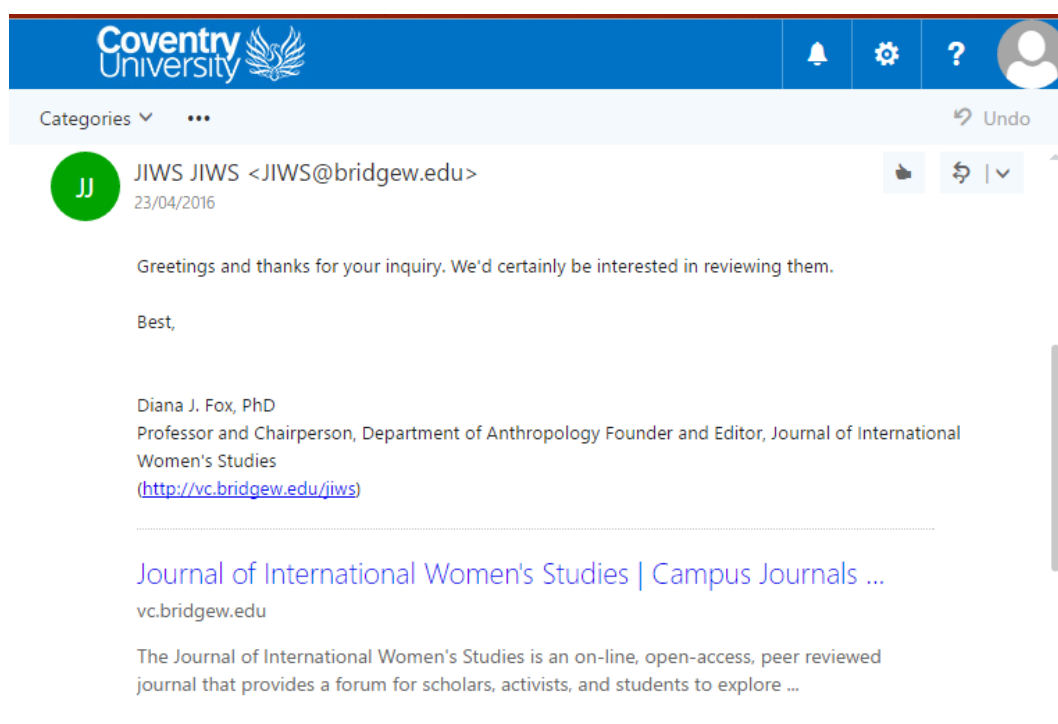 Coventry
University
?
Categories
Undo
JJ
JIWS JIWS <JIWS@bridgew.edu>
23/04/2016
Greetings and thanks for your inquiry. We'd certainly be interested in reviewing them.
Best,
Diana J. Fox, PhD
Professor and Chairperson, Department of Anthropology Founder and Editor, Journal of International
Women's Studies
(http://vc.bridgew.edu/jiws)
Journal of International Women's Studies | Campus Journals ...
vc.bridgew.edu
The Journal of International Women's Studies is an on-line, open-access, peer reviewed
journal that provides a forum for scholars, activists, and students to explore ...